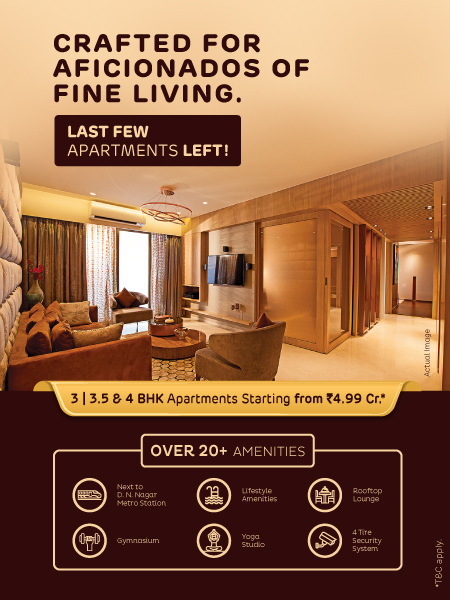 CRAFTED FOR
AFICIONADOS OF
FINE LIVING.
LAST FEW
APARTMENTS LEFT!
Actual Image
3 | 3.5 & 4 BHK Apartments Starting from ₹4.99 Cr.*
OVER 20+ AMENITIES
Next to
D. N. Nagar
Metro Station
Lifestyle
Amenities
Rooftop
Lounge
Gymnasium
Yoga
Studio
4 Tire
Security
System
*T&C apply.